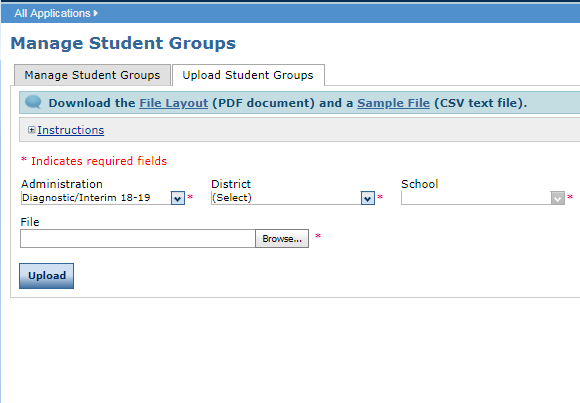 All Applications
Manage Student Groups
Manage Student Groups
Upload Student Groups
Download the File Layout (PDF document) and a Sample File (CSV text file).
Instructions
* Indicates required fields
Administration District School
Diagnostic/Interim 18-19 * (Select) * *
File
Browse... *
Upload